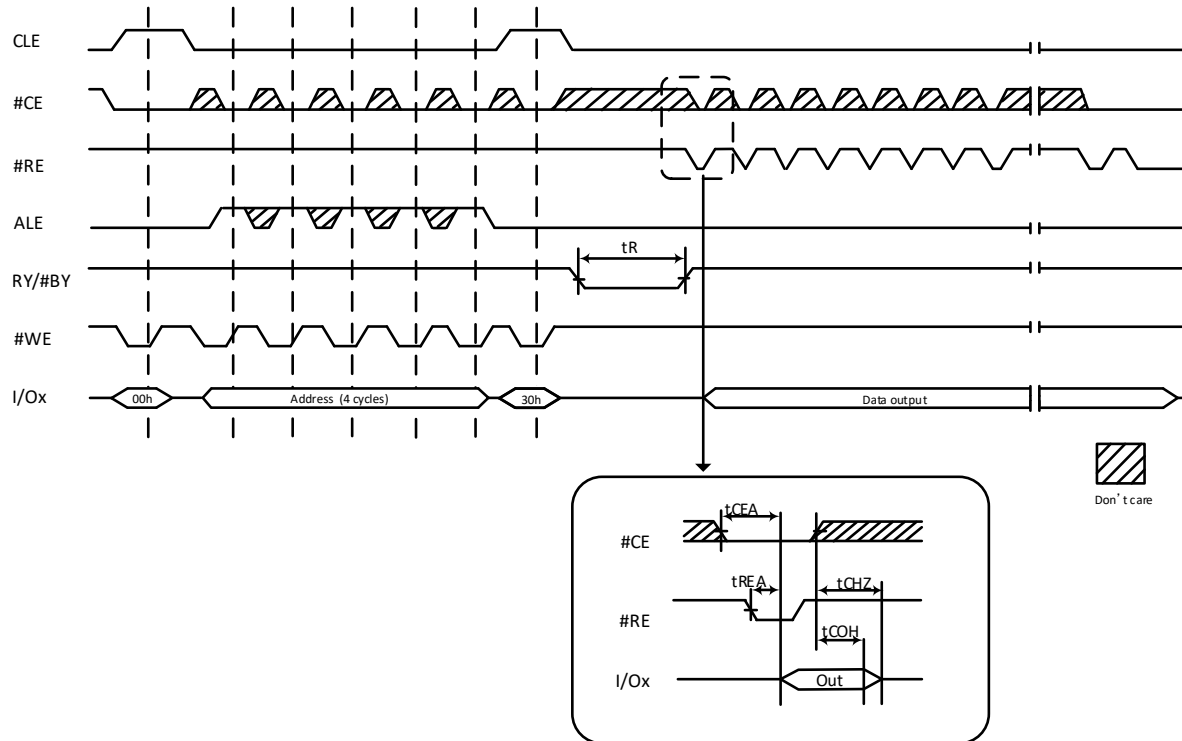 CLE
#CE
#RE
ALE
tR
RY/#BY
#WE
I/Ox
00h
Address (4 cycles)
30h
Data output
Don't care
tCEA
#CE
tREA
tCHZ
#RE
tCOH
I/Ox
Out